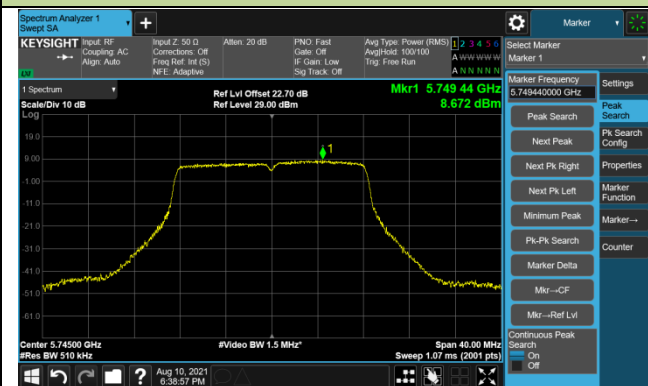 Spectrum Analyzer 1
Swept SA
KEYSIGHT
Input: RF
Coupling: AC
Align: Auto
Input Z: 50 Ω
Corrections: Off
Freq Ref: Int (S)
NFE: Adaptive
Atten: 20 dB
PNO: Fast
Gate: Off
IF Gain: Low
Sig Track: Off
Avg Type: Power (RMS)
Avg|Hold: 100/100
Trig: Free Run
1 2 3 4 5 6
A W W W W W
A N N N N N
LXI
1 Spectrum
Scale/Div 10 dB
Log
Ref Lvl Offset 22.70 dB
Ref Level 29.00 dBm
Mkr1 5.749 44 GHz
8.672 dBm
19.0
9.00
-1.00
-11.0
-21.0
-31.0
-41.0
-51.0
-61.0
1
Center 5.74500 GHz
#Res BW 510 kHz
#Video BW 1.5 MHz*
Span 40.00 MHz
Sweep 1.07 ms (2001 pts)
Aug 10, 2021
6:38:57 PM
Marker
Select Marker
Marker 1
Marker Frequency
5.749440000 GHz
Peak Search
Next Peak
Next Pk Right
Next Pk Left
Minimum Peak
Pk-Pk Search
Marker Delta
Mkr→CF
Mkr→Ref Lvl
Continuous Peak
Search
On
Off
Settings
Peak
Search
Pk Search
Config
Properties
Marker
Function
Marker→
Counter